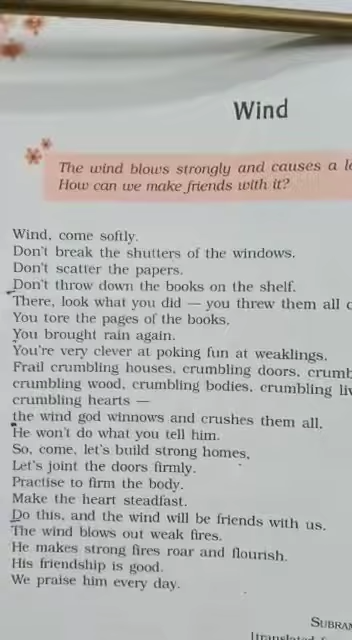 Wind
The wind blows strongly and causes a
How can we make friends with it?
Wind, come softly.
Don't break the shutters of the windows.
Don't scatter the papers.
Don't throw down the books on the shelf.
There, look what you did — you threw them all
You tore the pages of the books.
You brought rain again.
You're very clever at poking fun at weaklings.
Frail crumbling houses, crumbling doors,
crumbling wood, crumbling bodies, crumbling
crumbling hearts —
the wind god winnows and crushes them all.
He won't do what you tell him.
So, come, let's build strong homes,
Let's joint the doors firmly.
Practise to firm the body.
Make the heart steadfast.
Do this, and the wind will be friends with us.
The wind blows out weak fires.
He makes strong fires roar and flourish.
His friendship is good.
We praise him every day.